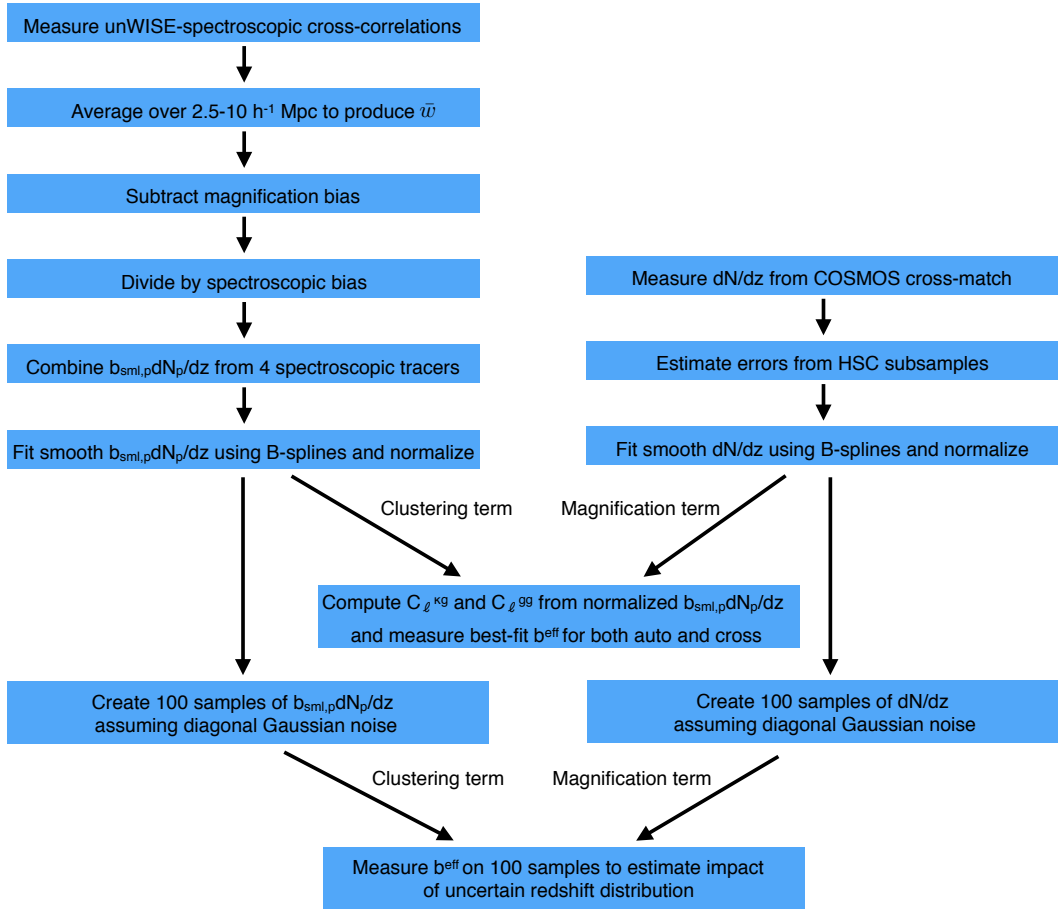 Measure unWISE-spectroscopic cross-correlations
Average over 2.5-10 h⁻¹ Mpc to produce w̄
Subtract magnification bias
Divide by spectroscopic bias
Combine b_sml,p dN_p/dz from 4 spectroscopic tracers
Fit smooth b_sml,p dN_p/dz using B-splines and normalize
Measure dN/dz from COSMOS cross-match
Estimate errors from HSC subsamples
Fit smooth dN/dz using B-splines and normalize
Clustering term
Magnification term
Compute C_ℓ^κg and C_ℓ^gg from normalized b_sml,p dN_p/dz
and measure best-fit b^eff for both auto and cross
Create 100 samples of b_sml,p dN_p/dz
assuming diagonal Gaussian noise
Create 100 samples of dN/dz
assuming diagonal Gaussian noise
Clustering term
Magnification term
Measure b^eff on 100 samples to estimate impact
of uncertain redshift distribution